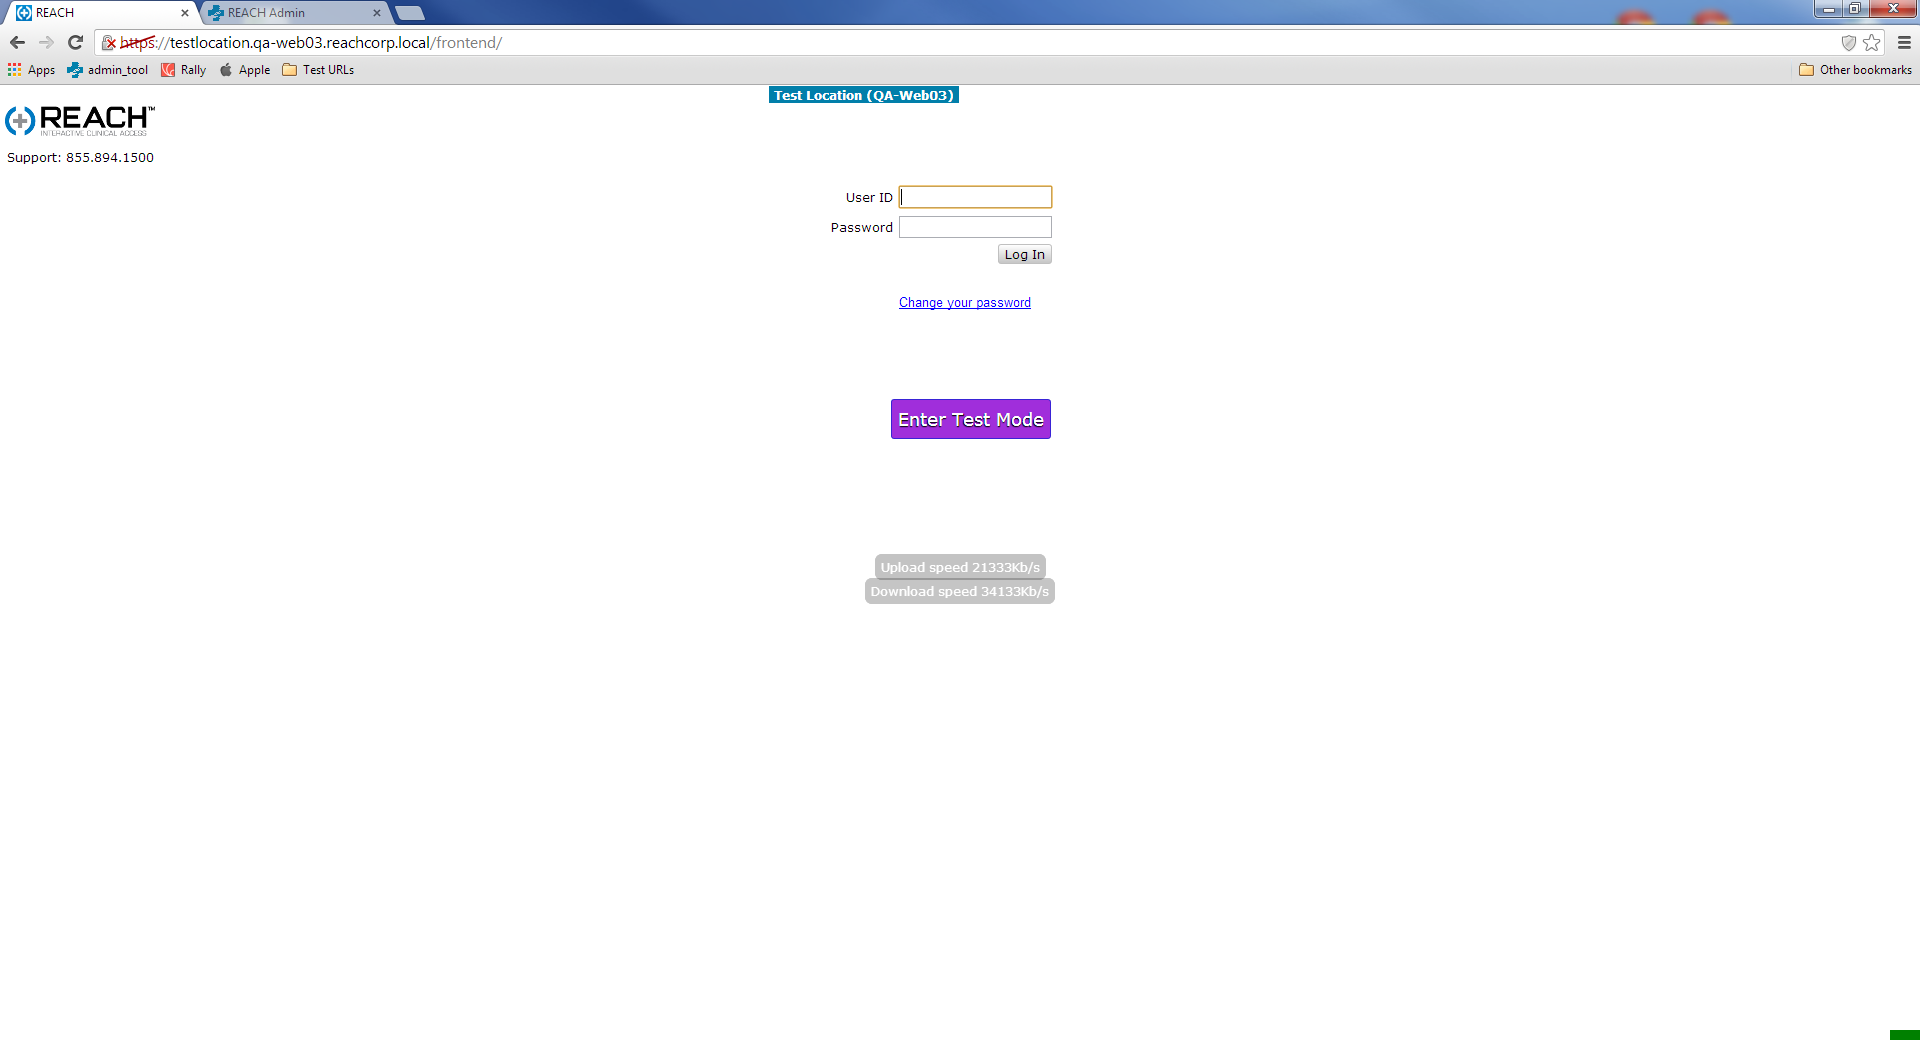 REACH
REACH Admin
https://testlocation.qa-web03.reachcorp.local/frontend/
Apps admin_tool Rally Apple Test URLs Other bookmarks
Test Location (QA-Web03)
REACH™
INTERACTIVE CLINICAL ACCESS
Support: 855.894.1500
User ID
Password
Log In
Change your password
Enter Test Mode
Upload speed 21333Kb/s
Download speed 34133Kb/s